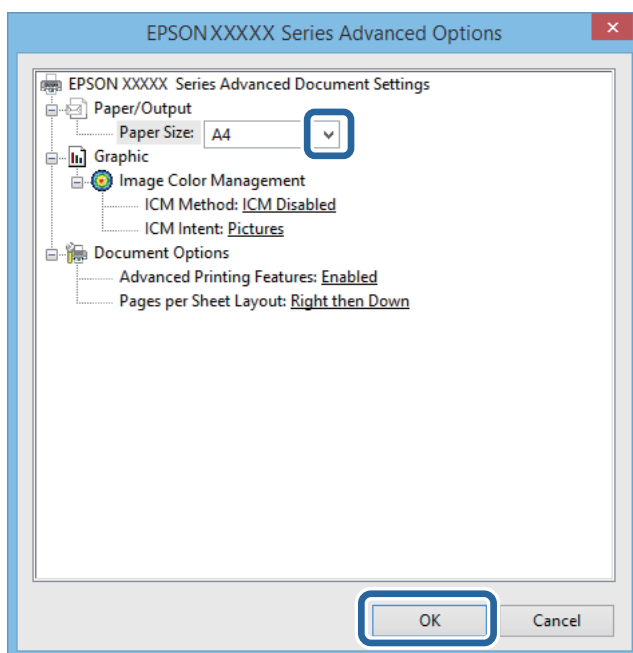 EPSON XXXXX Series Advanced Options
EPSON XXXXX Series Advanced Document Settings
Paper/Output
Paper Size: A4
Graphic
Image Color Management
ICM Method: ICM Disabled
ICM Intent: Pictures
Document Options
Advanced Printing Features: Enabled
Pages per Sheet Layout: Right then Down
OK Cancel